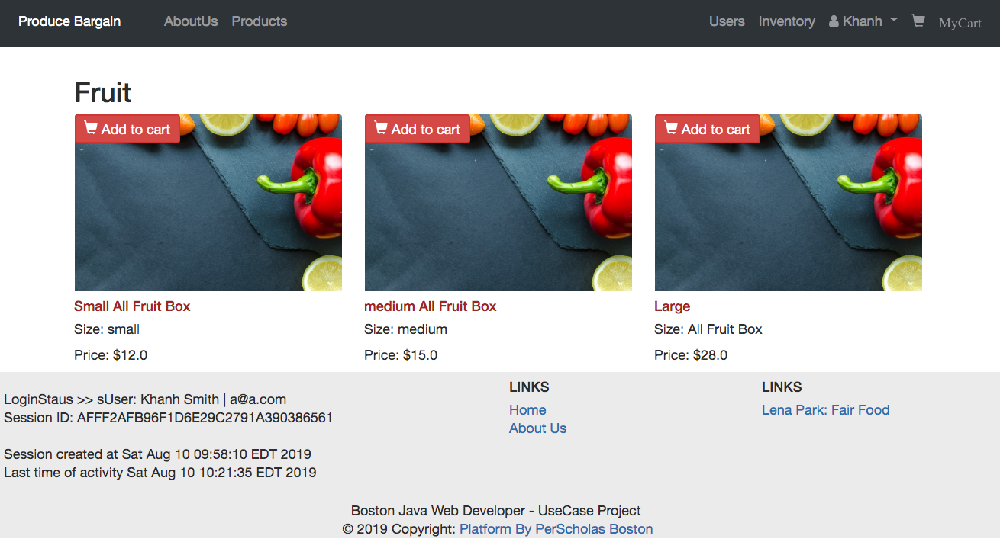 Produce Bargain AboutUs Products Users Inventory Khanh MyCart
Fruit
Add to cart Add to cart Add to cart
Small All Fruit Box medium All Fruit Box Large
Size: small Size: medium Size: All Fruit Box
Price: $12.0 Price: $15.0 Price: $28.0
LINKS LINKS
LoginStaus >> sUser: Khanh Smith | a@a.com
Home Lena Park: Fair Food
Session ID: AFFF2AFB96F1D6E29C2791A390386561
About Us
Session created at Sat Aug 10 09:58:10 EDT 2019
Last time of activity Sat Aug 10 10:21:35 EDT 2019
Boston Java Web Developer - UseCase Project
© 2019 Copyright: Platform By PerScholas Boston